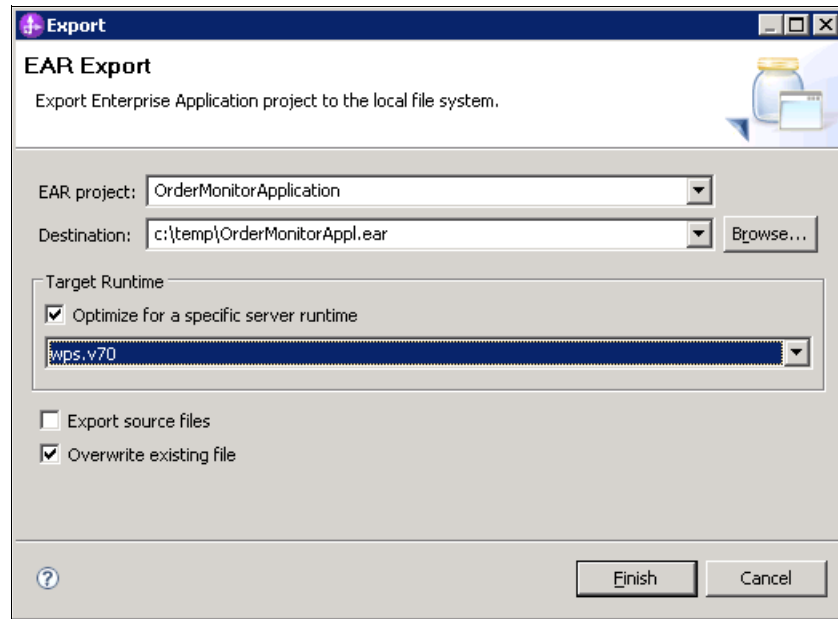 Export
EAR Export
Export Enterprise Application project to the local file system.
EAR project: OrderMonitorApplication
Destination: c:\temp\OrderMonitorAppl.ear Browse...
Target Runtime
Optimize for a specific server runtime
wps.v70
Export source files
Overwrite existing file
? Finish Cancel